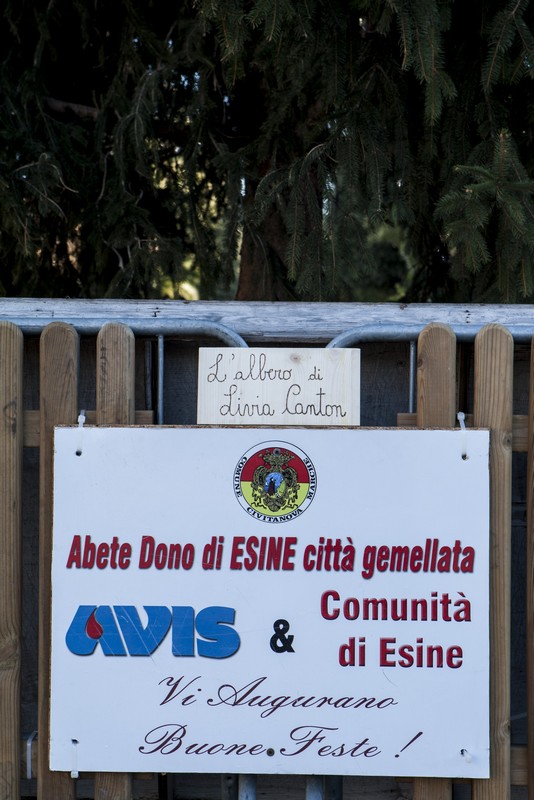 L'albero di
Livia Canton
COMUNE CIVITANOVA MARCHE
Abete Dono di ESINE città gemellata
AVIS & Comunità
di Esine
Vi Augurano
Buone Feste !